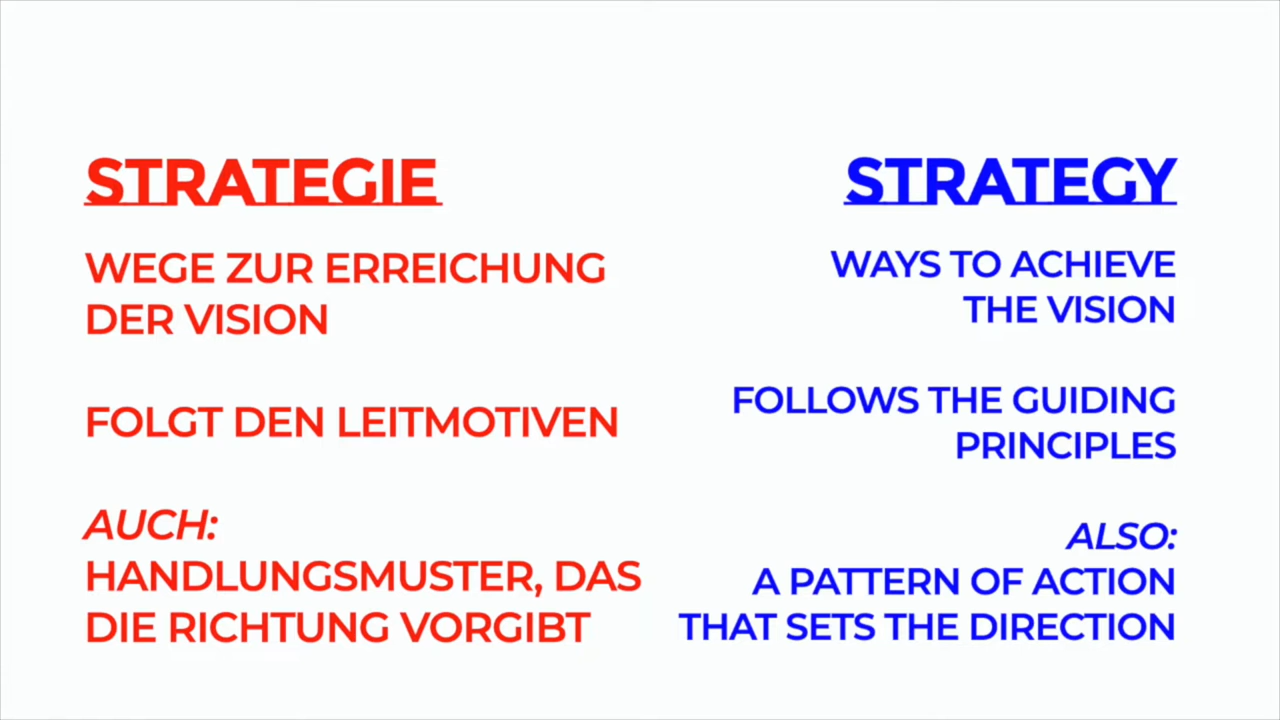 STRATEGIE
WEGE ZUR ERREICHUNG
DER VISION
FOLGT DEN LEITMOTIVEN
AUCH:
HANDLUNGSMUSTER, DAS
DIE RICHTUNG VORGIBT
STRATEGY
WAYS TO ACHIEVE
THE VISION
FOLLOWS THE GUIDING
PRINCIPLES
ALSO:
A PATTERN OF ACTION
THAT SETS THE DIRECTION